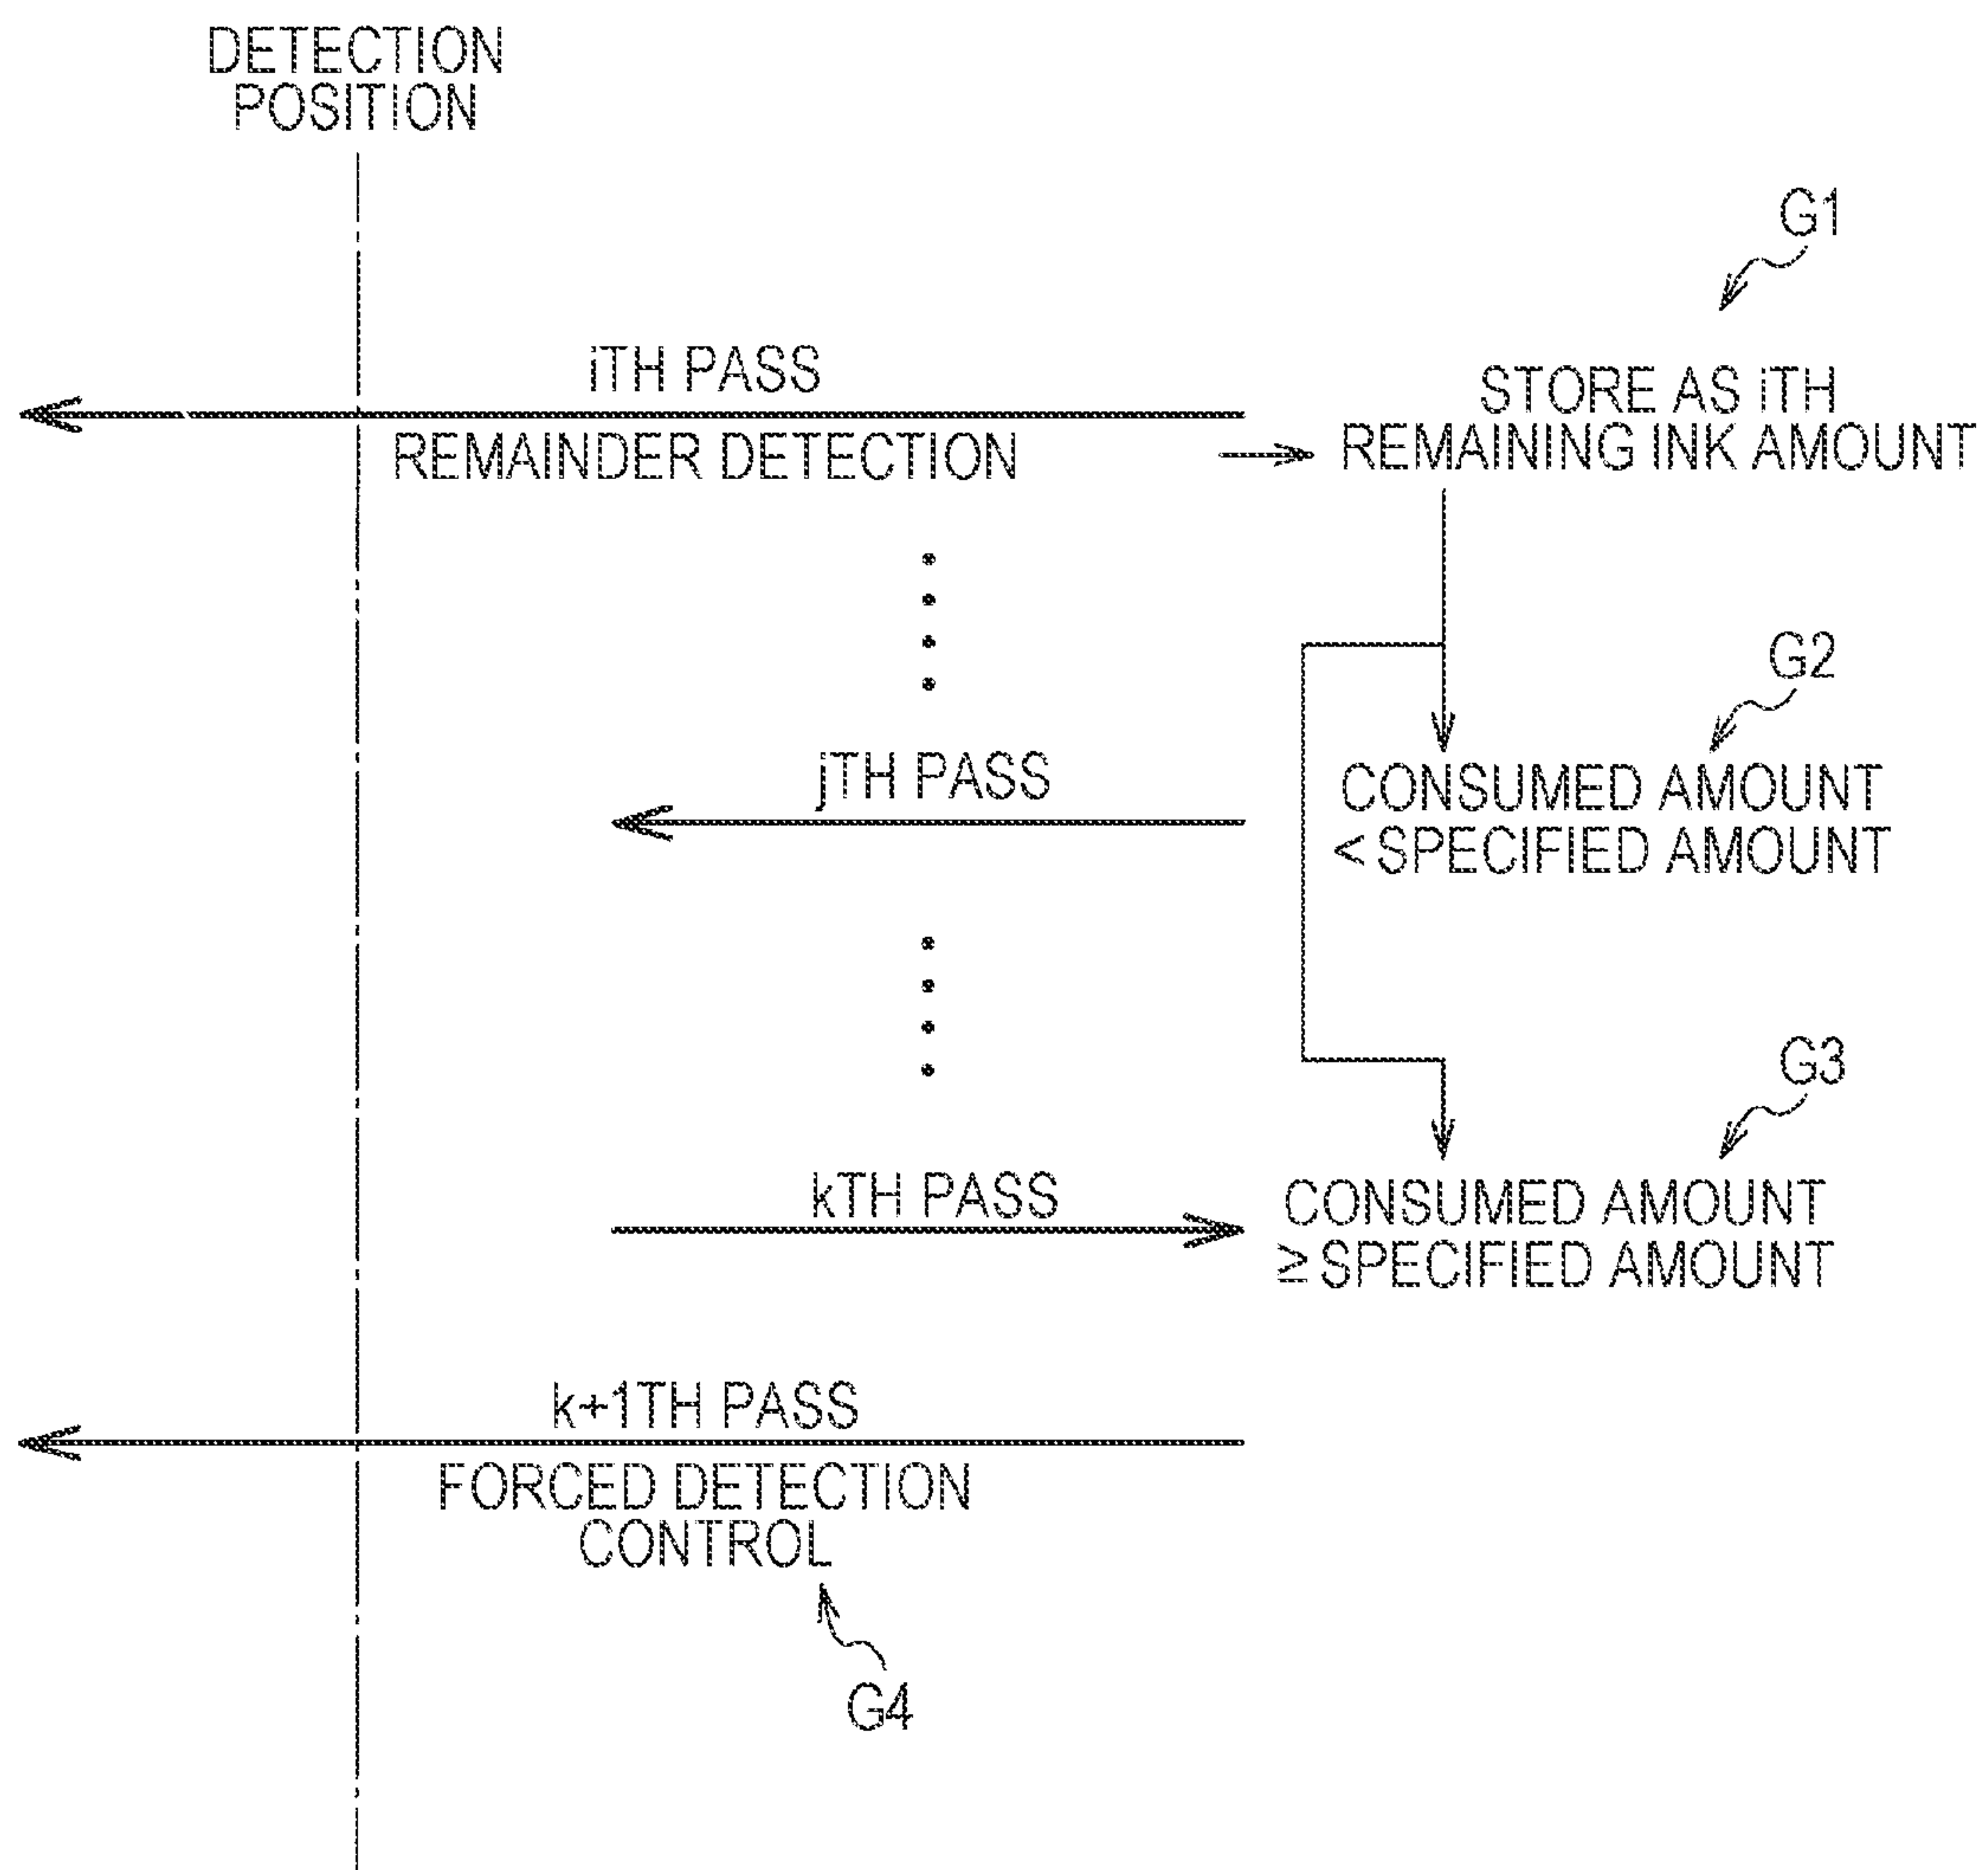 DETECTION
POSITION
G1
iTH PASS
STORE AS iTH
REMAINING INK AMOUNT
REMAINDER DETECTION
G2
jTH PASS
CONSUMED AMOUNT
< SPECIFIED AMOUNT
G3
kTH PASS
CONSUMED AMOUNT
≥ SPECIFIED AMOUNT
k+1TH PASS
FORCED DETECTION
CONTROL
G4